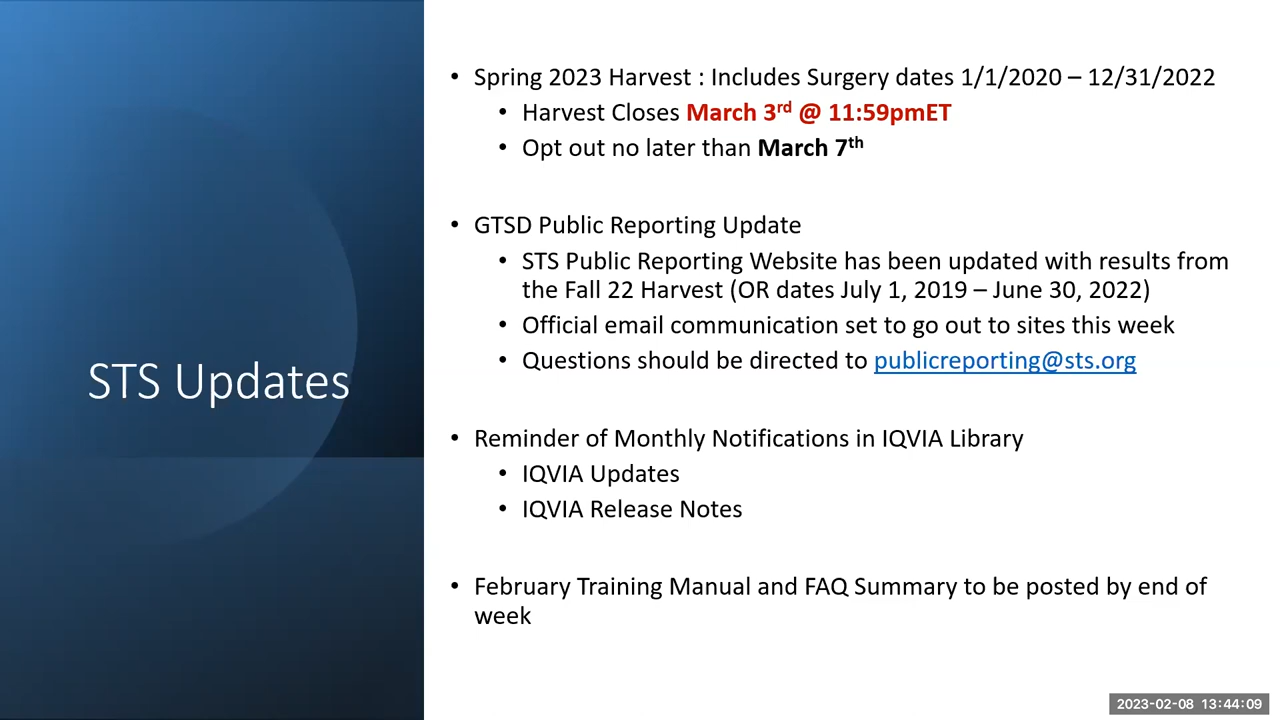 STS Updates
• Spring 2023 Harvest : Includes Surgery dates 1/1/2020 – 12/31/2022
• Harvest Closes March 3rd @ 11:59pmET
• Opt out no later than March 7th
• GTSD Public Reporting Update
• STS Public Reporting Website has been updated with results from
the Fall 22 Harvest (OR dates July 1, 2019 – June 30, 2022)
• Official email communication set to go out to sites this week
• Questions should be directed to publicreporting@sts.org
• Reminder of Monthly Notifications in IQVIA Library
• IQVIA Updates
• IQVIA Release Notes
• February Training Manual and FAQ Summary to be posted by end of
week
2023-02-08 13:44:09